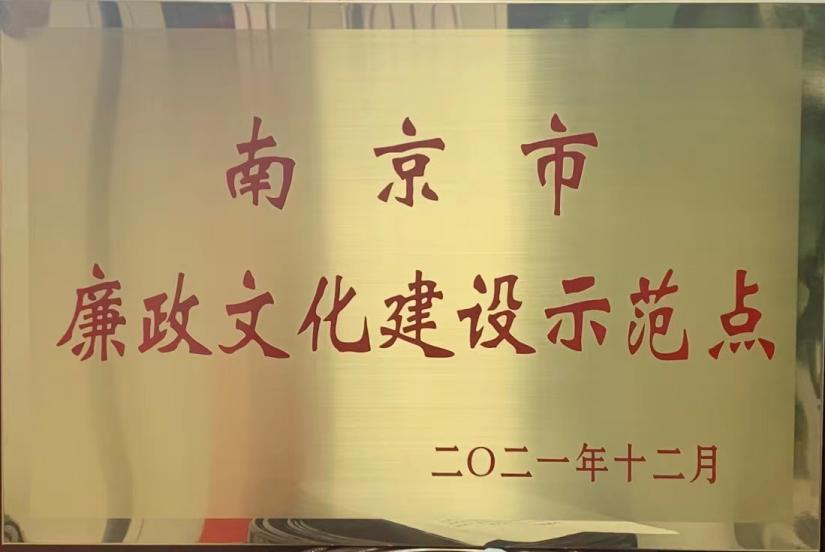 南京市
廉政文化建设示范点
二〇二一年十二月